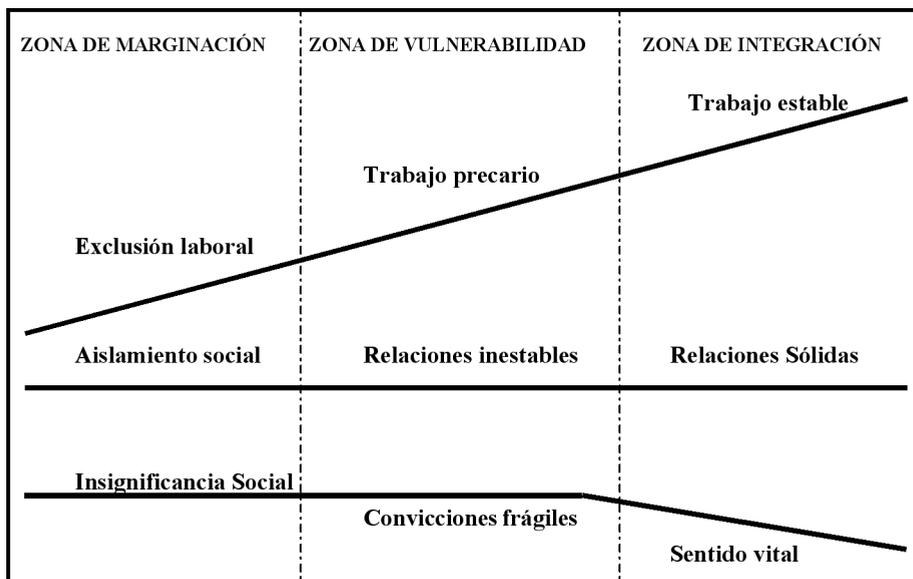 ZONA DE MARGINACIÓN
ZONA DE VULNERABILIDAD
ZONA DE INTEGRACIÓN
Trabajo estable
Trabajo precario
Exclusión laboral
Aislamiento social
Relaciones inestables
Relaciones Sólidas
Insignificancia Social
Convicciones frágiles
Sentido vital